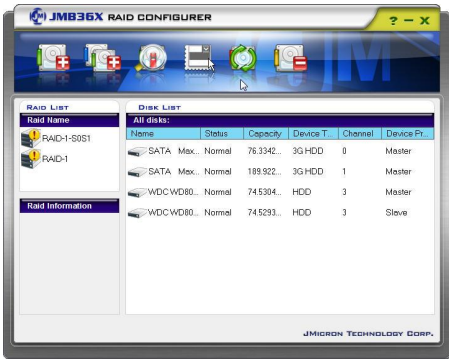 JMB36X RAID CONFIGURER
? – X
RAID LIST
Raid Name
RAID-1-S0S1
RAID-1
Raid Information
DISK LIST
All disks:
Name Status Capacity Device T... Channel Device Pr...
SATA Max... Normal 76.3342... 3G HDD 0 Master
SATA Max... Normal 189.922... 3G HDD 1 Master
WDC WD80... Normal 74.5304... HDD 3 Master
WDC WD80... Normal 74.5293... HDD 3 Slave
JMICRON TECHNOLOGY CORP.